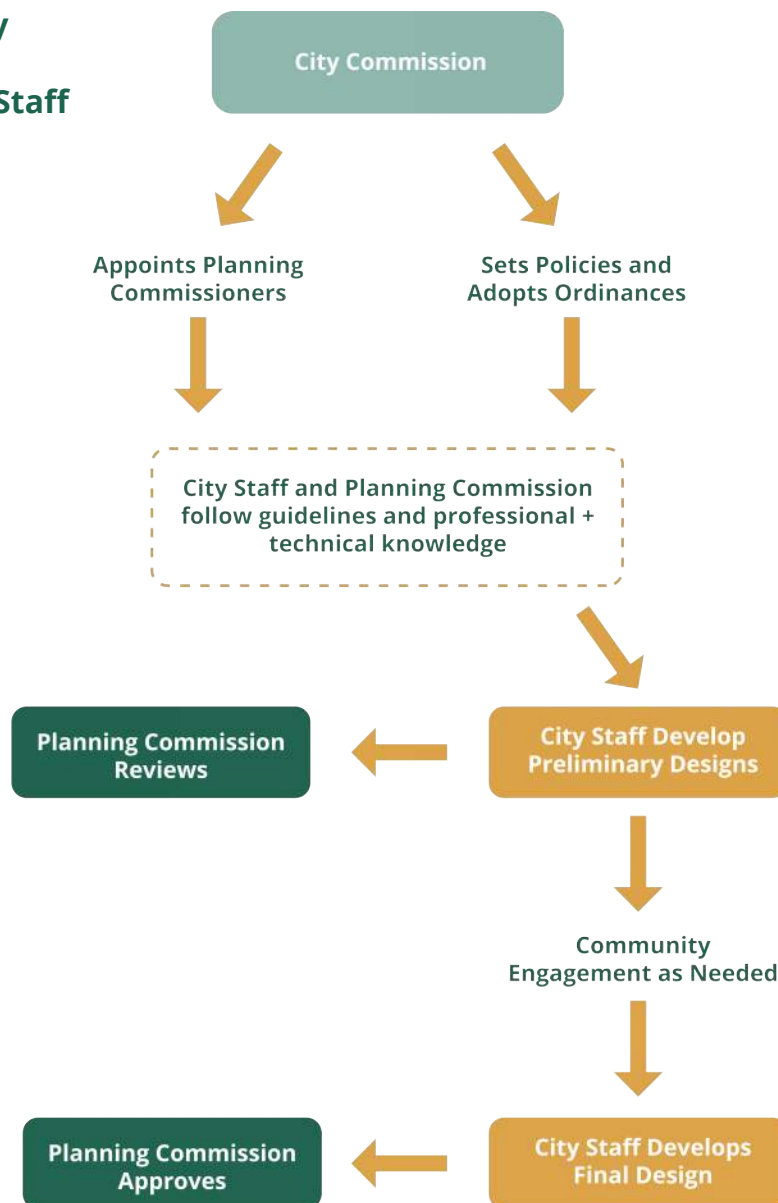 Staff
City Commission
Appoints Planning
Commissioners
Sets Policies and
Adopts Ordinances
City Staff and Planning Commission
follow guidelines and professional +
technical knowledge
Planning Commission
Reviews
City Staff Develop
Preliminary Designs
Community
Engagement as Needed
Planning Commission
Approves
City Staff Develops
Final Design